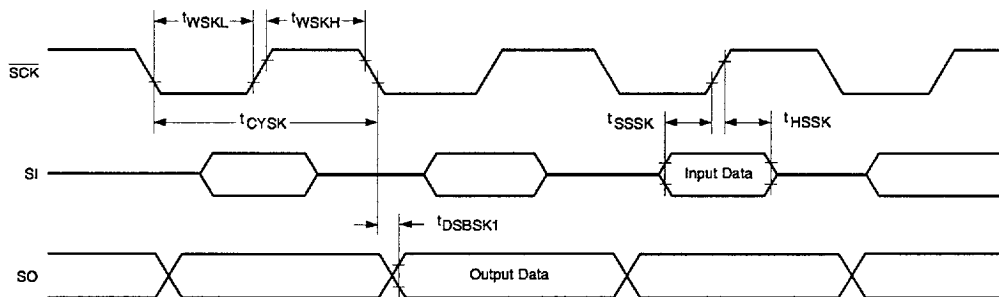 tWSKL
tWSKH
SCK
tCYSK
tSSSK
tHSSK
SI
Input Data
tDSBSK1
SO
Output Data